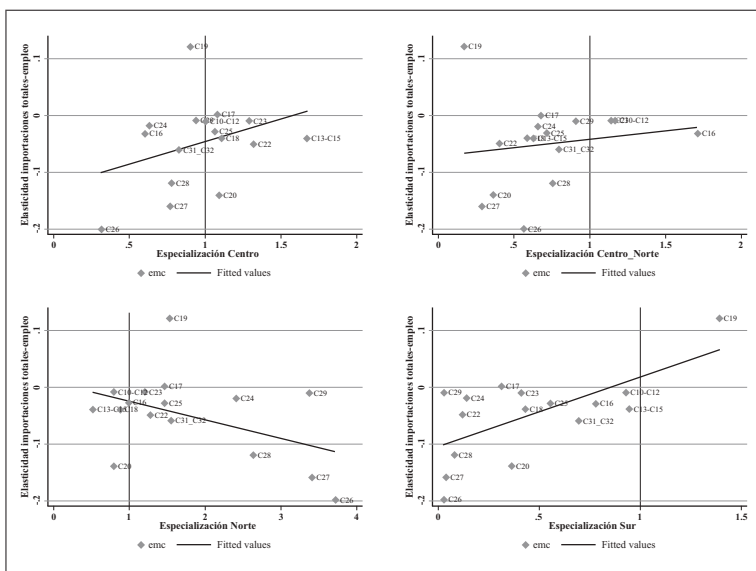 Elasticidad importaciones totales-empleo
.1
0
-.1
-.2
C19
C17
C10-C12
C23
C24
C16
C25
C18
C22
C13-C15
C31_C32
C28
C20
C27
C26
0
.5
1
1.5
2
Especialización Centro
emc
Fitted values
Elasticidad importaciones totales-empleo
.1
0
-.1
-.2
C19
C17
C29
C24
C25
C16
C13-C15
C22
C31_C32
C28
C20
C27
C26
0
.5
1
1.5
2
Especialización Centro_Norte
emc
Fitted values
Elasticidad importaciones totales-empleo
.1
0
-.1
-.2
C19
C17
C10-C12
C23
C29
C24
C16
C25
C13-C15
C18
C22
C31_C32
C20
C28
C27
C26
0
1
2
3
4
Especialización Norte
emc
Fitted values
Elasticidad importaciones totales-empleo
.1
0
-.1
-.2
C19
C17
C29
C23
C10-C12
C24
C25
C16
C22
C18
C13-C15
C31_C32
C28
C20
C27
C26
0
.5
1
1.5
Especialización Sur
emc
Fitted values